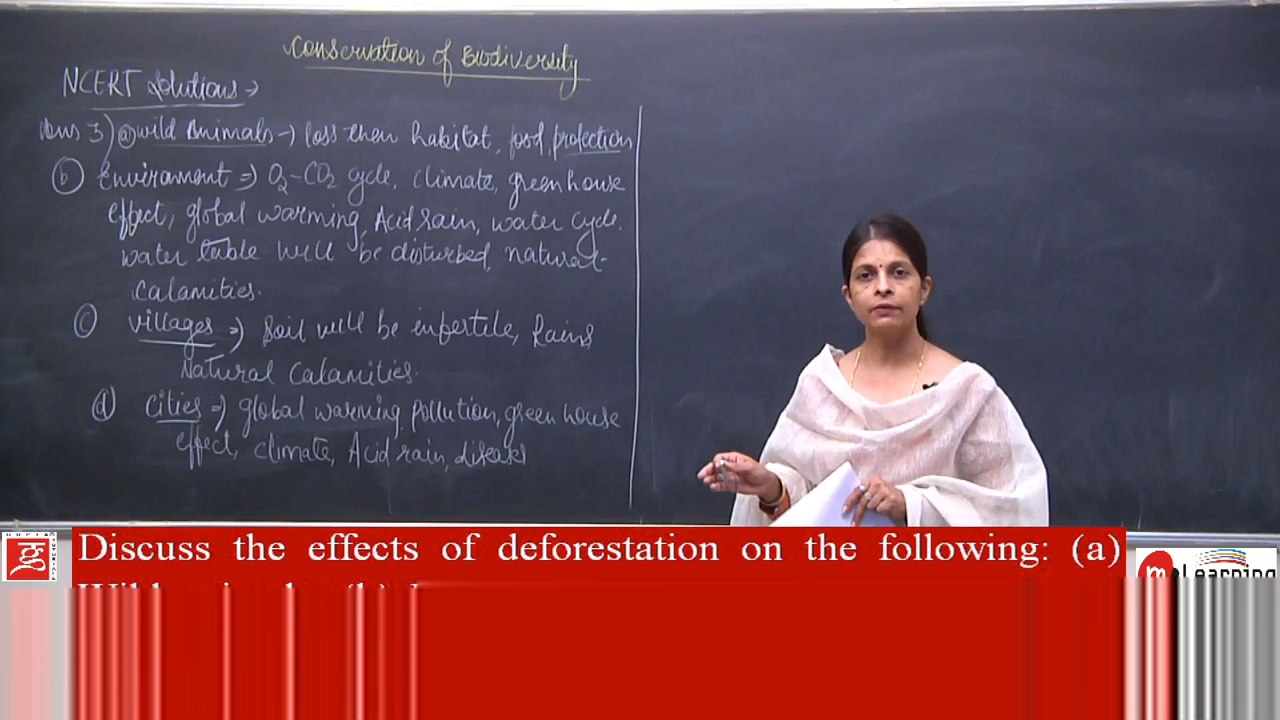 Conservation of Biodiversity
NCERT Solutions →
Ans 3) (a) wild Animals → loss their habitat, food, protection
(b) Environment ⇒ O2-CO2 cycle, climate, green house
effect, global warming, Acid rain, water cycle.
water table will be disturbed, natural-
Calamities.
(c) villages ⇒ Soil will be infertile, Rains
Natural Calamities.
(d) cities ⇒ global warming pollution, green house
effect, climate, Acid rain, diseases
GUPTA
Discuss the effects of deforestation on the following: (a)
Learning